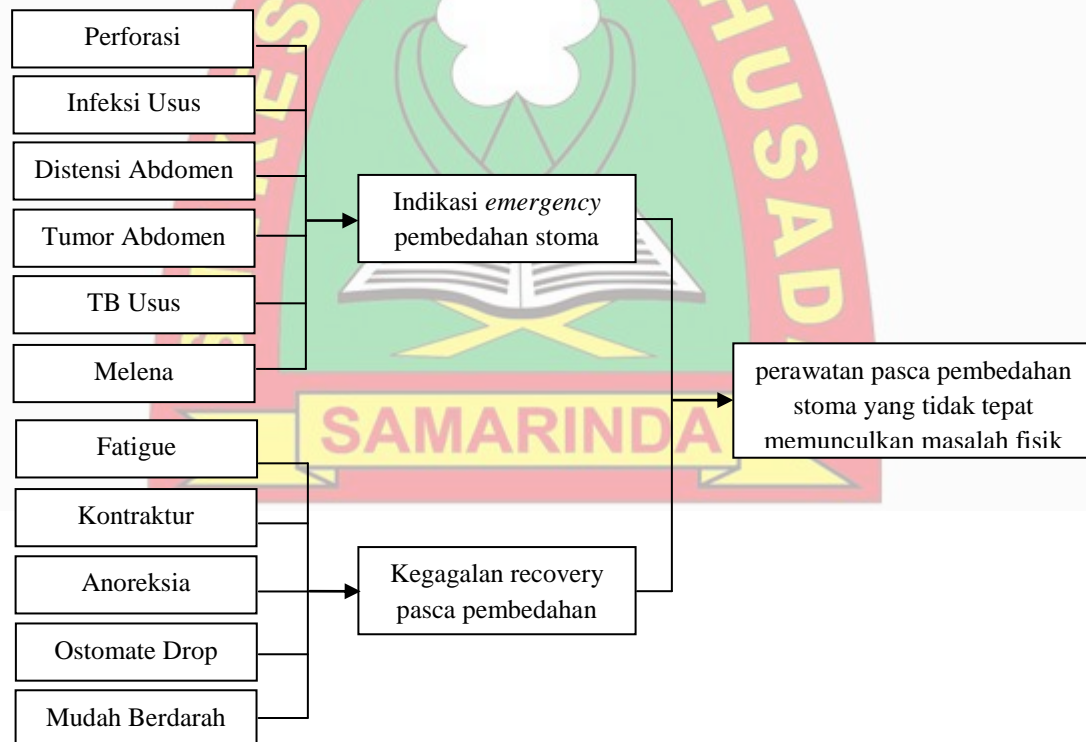 Perforasi
Infeksi Usus
Distensi Abdomen
Tumor Abdomen
TB Usus
Melena
Fatigue
Kontraktur
Anoreksia
Ostomate Drop
Mudah Berdarah
Indikasi emergency
pembedahan stoma
Kegagalan recovery
pasca pembedahan
perawatan pasca pembedahan
stoma yang tidak tepat
memunculkan masalah fisik
HUSADA
SAMARINDA